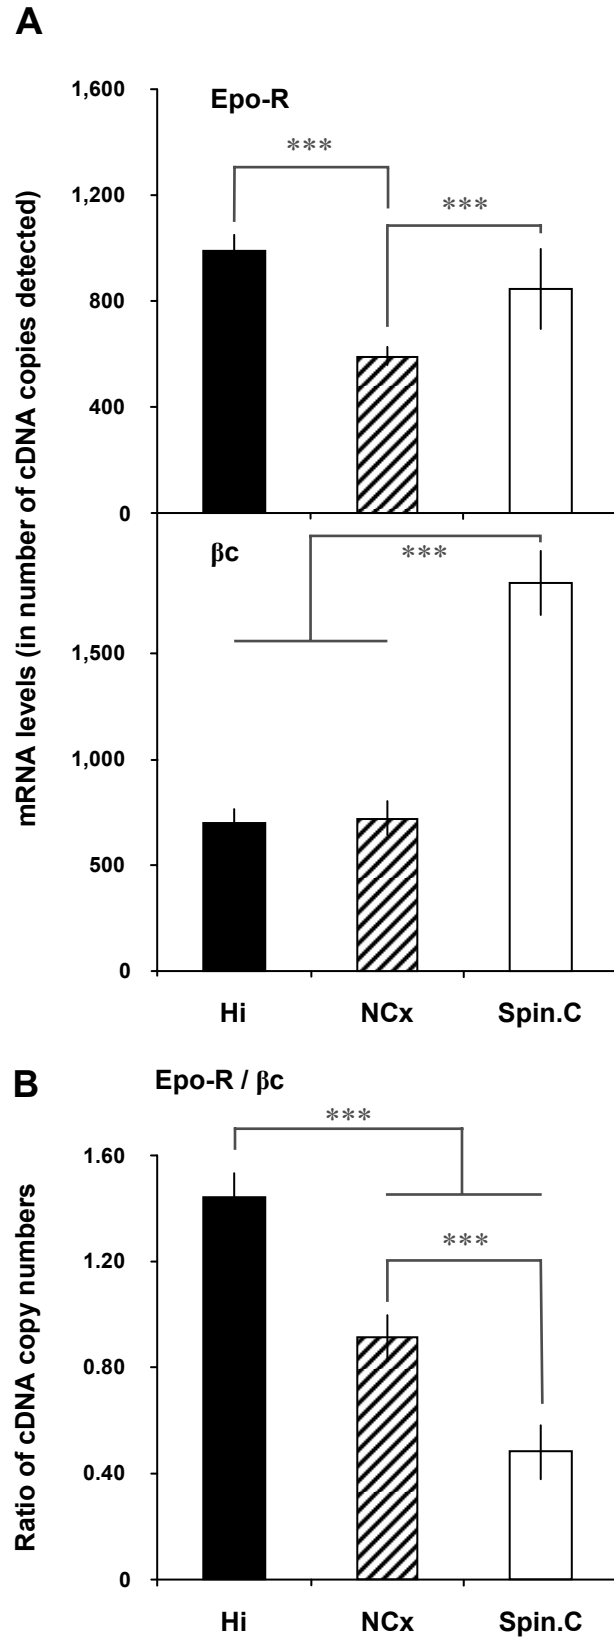 A
mRNA levels (in number of cDNA copies detected)
Epo-R
1,600
1,200
800
400
0
***
***
βc
***
1,500
1,000
500
0
Hi NCx Spin.C
B
Epo-R / βc
Ratio of cDNA copy numbers
***
***
1.60
1.20
0.80
0.40
0
Hi NCx Spin.C